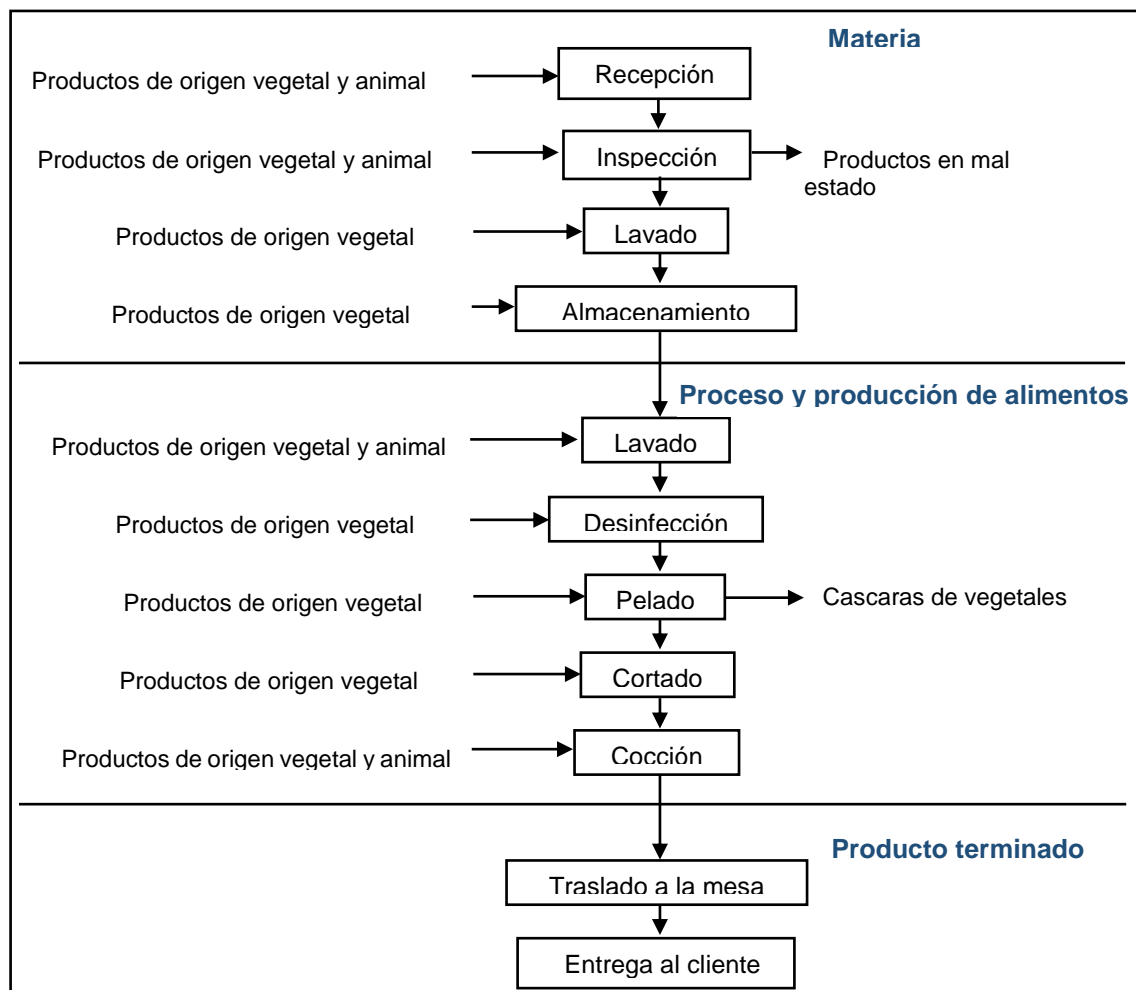 Materia
Productos de origen vegetal y animal
Recepción
Productos de origen vegetal y animal
Inspección
Productos en mal
estado
Productos de origen vegetal
Lavado
Productos de origen vegetal
Almacenamiento
Proceso y producción de alimentos
Productos de origen vegetal y animal
Lavado
Productos de origen vegetal
Desinfección
Productos de origen vegetal
Pelado
Cascaras de vegetales
Productos de origen vegetal
Cortado
Productos de origen vegetal y animal
Cocción
Producto terminado
Traslado a la mesa
Entrega al cliente